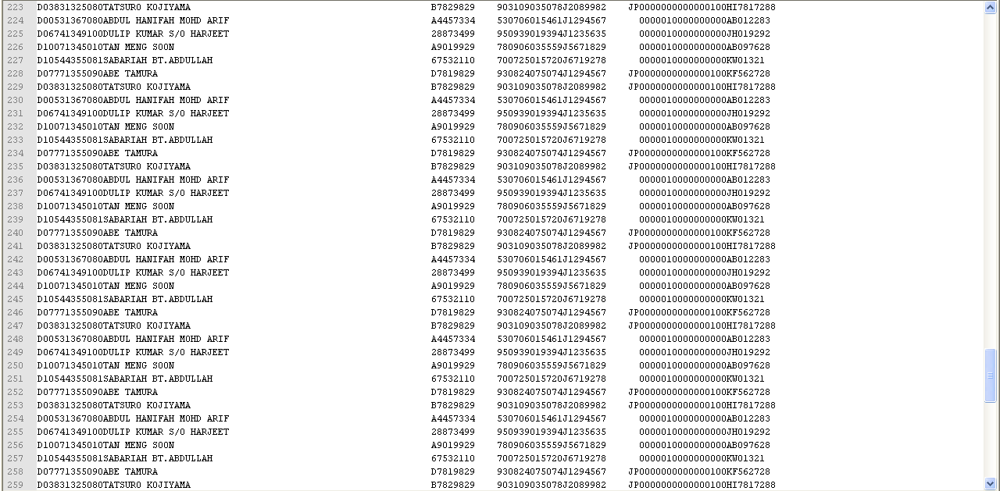 223 D03831325080TATSURO KOJIYAMA B7829829 903109035078J2089982 JP0000000000000100HI7817288
224 D00531367080ABDUL HANIFAH MOHD ARIF A4457334 530706015461J1294567 0000010000000000AB012283
225 D06741349100DULIP KUMAR S/O HARJEET 28873499 950939019394J1235635 0000010000000000JH019292
226 D10071345010TAN MENG SOON A9019929 780906035559J5671829 0000010000000000AB097628
227 D10544355081SABARIAH BT.ABDULLAH 67532110 700725015720J6719278 0000010000000000KW01321
228 D07771355090ABE TAMURA D7819829 930824075074J1294567 JP0000000000000100KF562728
229 D03831325080TATSURO KOJIYAMA B7829829 903109035078J2089982 JP0000000000000100HI7817288
230 D00531367080ABDUL HANIFAH MOHD ARIF A4457334 530706015461J1294567 0000010000000000AB012283
231 D06741349100DULIP KUMAR S/O HARJEET 28873499 950939019394J1235635 0000010000000000JH019292
232 D10071345010TAN MENG SOON A9019929 780906035559J5671829 0000010000000000AB097628
233 D10544355081SABARIAH BT.ABDULLAH 67532110 700725015720J6719278 0000010000000000KW01321
234 D07771355090ABE TAMURA D7819829 930824075074J1294567 JP0000000000000100KF562728
235 D03831325080TATSURO KOJIYAMA B7829829 903109035078J2089982 JP0000000000000100HI7817288
236 D00531367080ABDUL HANIFAH MOHD ARIF A4457334 530706015461J1294567 0000010000000000AB012283
237 D06741349100DULIP KUMAR S/O HARJEET 28873499 950939019394J1235635 0000010000000000JH019292
238 D10071345010TAN MENG SOON A9019929 780906035559J5671829 0000010000000000AB097628
239 D10544355081SABARIAH BT.ABDULLAH 67532110 700725015720J6719278 0000010000000000KW01321
240 D07771355090ABE TAMURA D7819829 930824075074J1294567 JP0000000000000100KF562728
241 D03831325080TATSURO KOJIYAMA B7829829 903109035078J2089982 JP0000000000000100HI7817288
242 D00531367080ABDUL HANIFAH MOHD ARIF A4457334 530706015461J1294567 0000010000000000AB012283
243 D06741349100DULIP KUMAR S/O HARJEET 28873499 950939019394J1235635 0000010000000000JH019292
244 D10071345010TAN MENG SOON A9019929 780906035559J5671829 0000010000000000AB097628
245 D10544355081SABARIAH BT.ABDULLAH 67532110 700725015720J6719278 0000010000000000KW01321
246 D07771355090ABE TAMURA D7819829 930824075074J1294567 JP0000000000000100KF562728
247 D03831325080TATSURO KOJIYAMA B7829829 903109035078J2089982 JP0000000000000100HI7817288
248 D00531367080ABDUL HANIFAH MOHD ARIF A4457334 530706015461J1294567 0000010000000000AB012283
249 D06741349100DULIP KUMAR S/O HARJEET 28873499 950939019394J1235635 0000010000000000JH019292
250 D10071345010TAN MENG SOON A9019929 780906035559J5671829 0000010000000000AB097628
251 D10544355081SABARIAH BT.ABDULLAH 67532110 700725015720J6719278 0000010000000000KW01321
252 D07771355090ABE TAMURA D7819829 930824075074J1294567 JP0000000000000100KF562728
253 D03831325080TATSURO KOJIYAMA B7829829 903109035078J2089982 JP0000000000000100HI7817288
254 D00531367080ABDUL HANIFAH MOHD ARIF A4457334 530706015461J1294567 0000010000000000AB012283
255 D06741349100DULIP KUMAR S/O HARJEET 28873499 950939019394J1235635 0000010000000000JH019292
256 D10071345010TAN MENG SOON A9019929 780906035559J5671829 0000010000000000AB097628
257 D10544355081SABARIAH BT.ABDULLAH 67532110 700725015720J6719278 0000010000000000KW01321
258 D07771355090ABE TAMURA D7819829 930824075074J1294567 JP0000000000000100KF562728
259 D03831325080TATSURO KOJIYAMA B7829829 903109035078J2089982 JP0000000000000100HI7817288